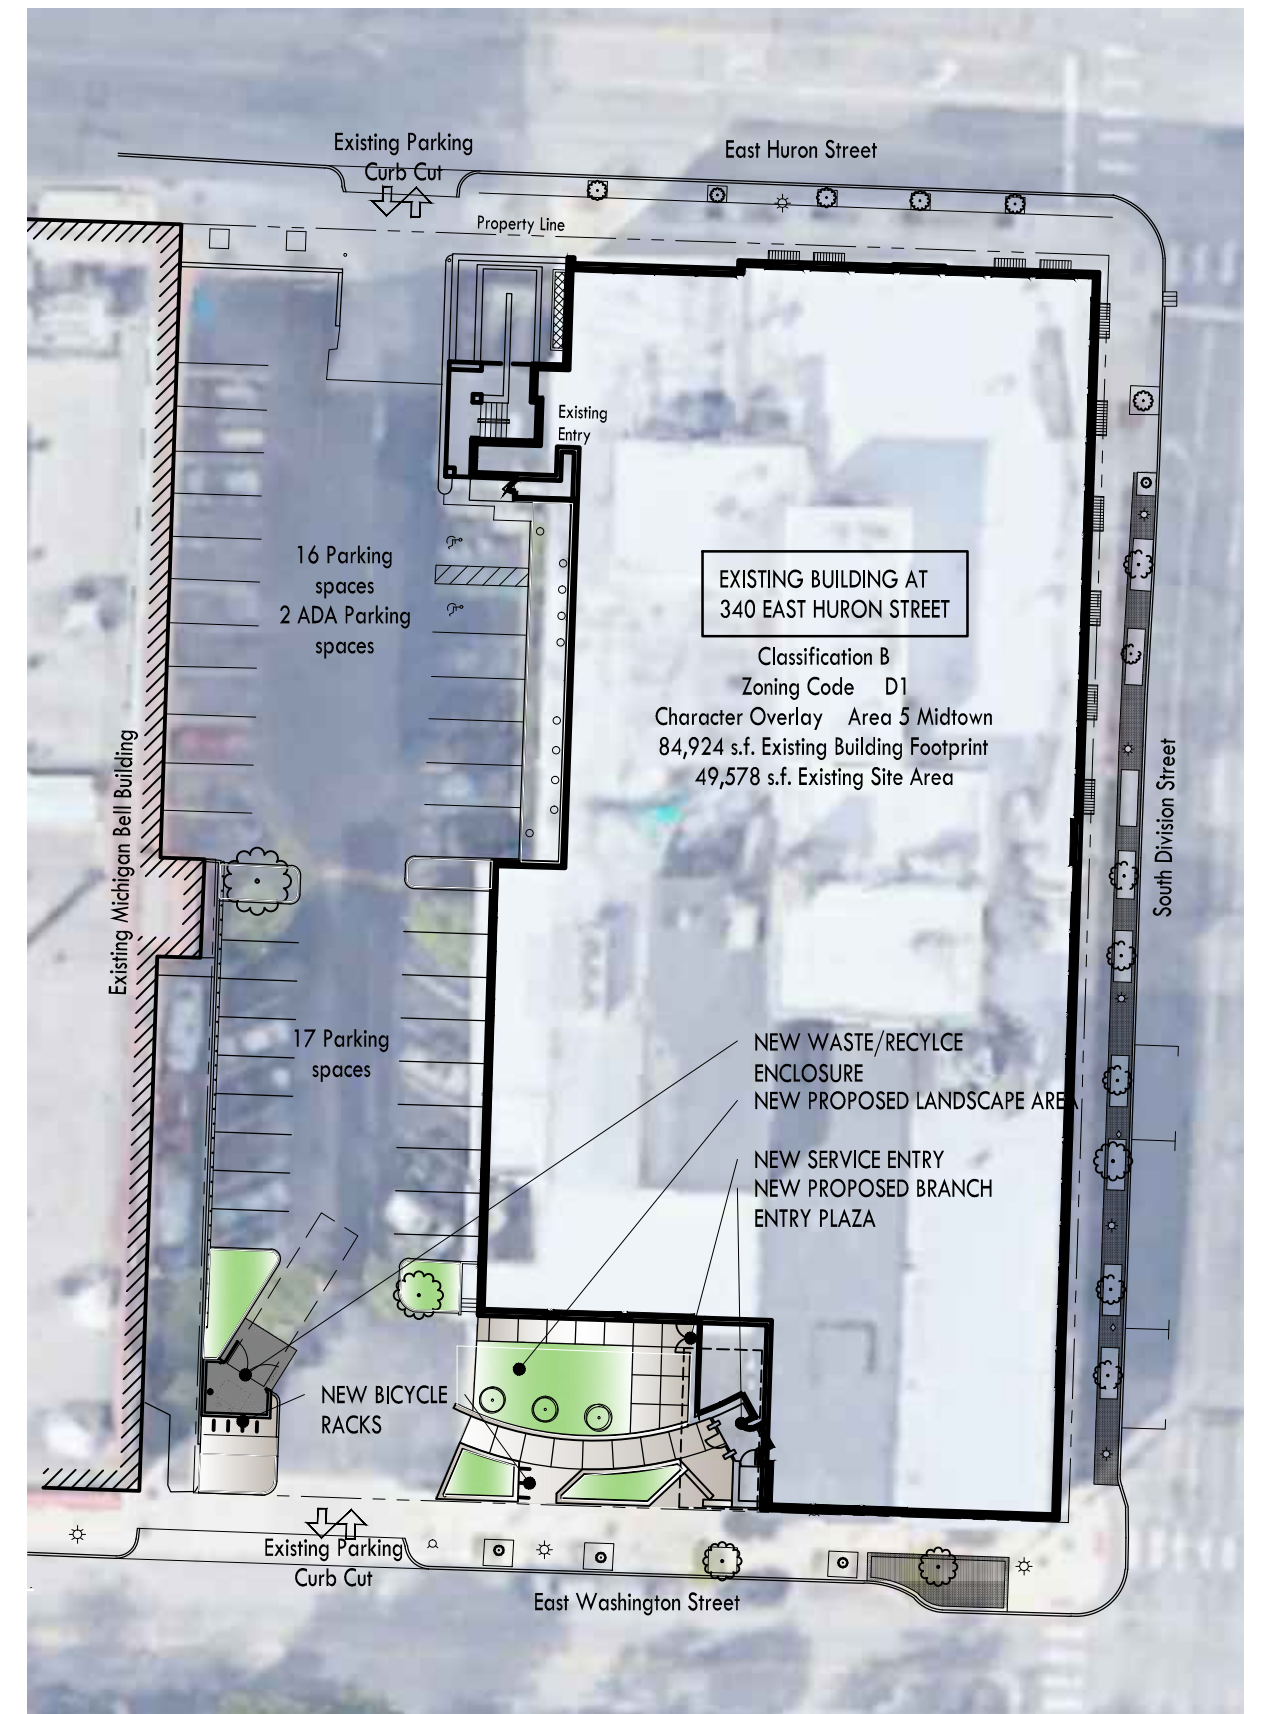 Existing Parking
Curb Cut
East Huron Street
Property Line
Existing
Entry
16 Parking
spaces
2 ADA Parking
spaces
EXISTING BUILDING AT
340 EAST HURON STREET
Classification B
Zoning Code D1
Character Overlay Area 5 Midtown
84,924 s.f. Existing Building Footprint
49,578 s.f. Existing Site Area
Existing Michigan Bell Building
South Division Street
17 Parking
spaces
NEW WASTE/RECYLCE
ENCLOSURE
NEW PROPOSED LANDSCAPE AREA
NEW SERVICE ENTRY
NEW PROPOSED BRANCH
ENTRY PLAZA
NEW BICYCLE
RACKS
Existing Parking
Curb Cut
East Washington Street